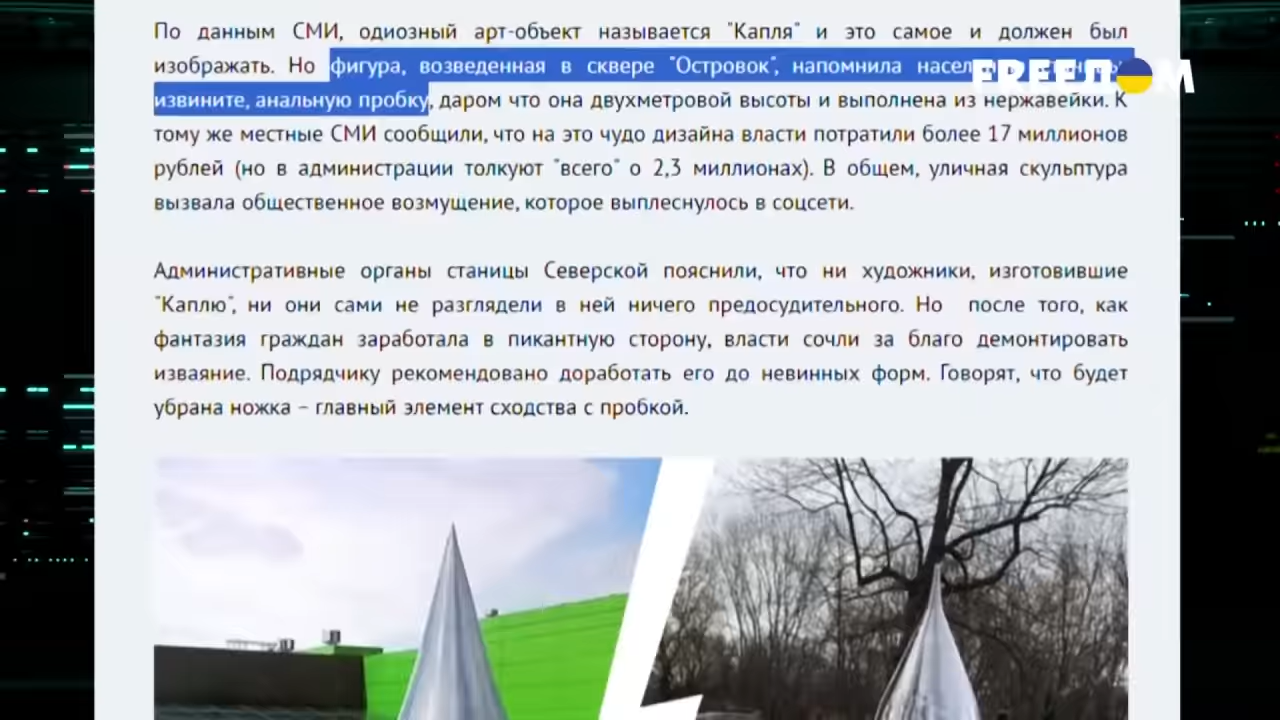 По данным СМИ, одиозный арт-объект называется "Капля" и это самое и должен был
изображать. Но фигура, возведенная в сквере "Островок", напомнила
FREEДОМ
извините, анальную пробку, даром что она двухметровой высоты и выполнена из нержавейки. К
тому же местные СМИ сообщили, что на это чудо дизайна власти потратили более 17 миллионов
рублей (но в администрации толкуют "всего" о 2,3 миллионах). В общем, уличная скульптура
вызвала общественное возмущение, которое выплеснулось в соцсети.
Административные органы станицы Северской пояснили, что ни художники, изготовившие
"Каплю", ни они сами не разглядели в ней ничего предосудительного. Но после того, как
фантазия граждан заработала в пикантную сторону, власти сочли за благо демонтировать
изваяние. Подрядчику рекомендовано доработать его до невинных форм. Говорят, что будет
убрана ножка – главный элемент сходства с пробкой.